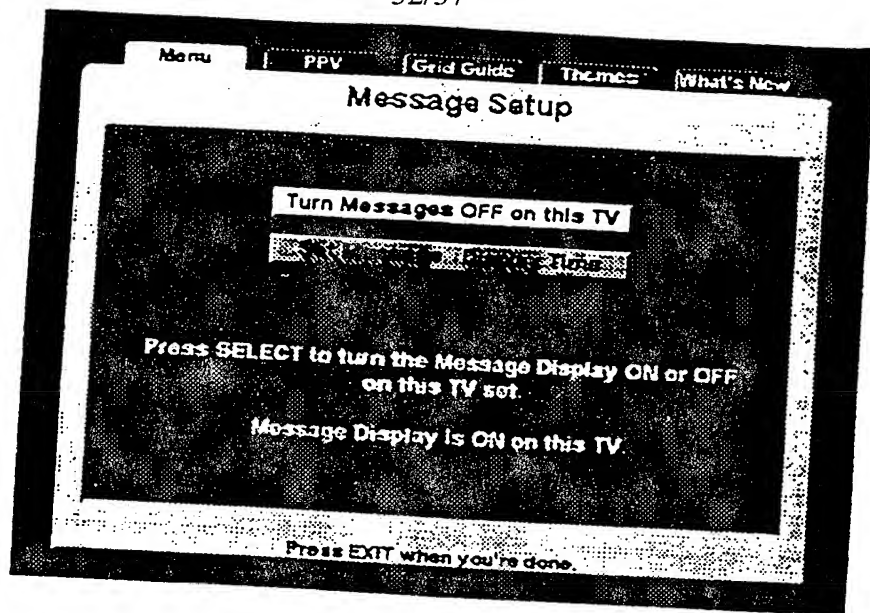 Menu PPV Grid Guide Themes What's New
Message Setup
Turn Messages OFF on this TV
Press SELECT to turn the Message Display ON or OFF
on this TV set.
Message Display is ON on this TV.
Press EXIT when you're done.